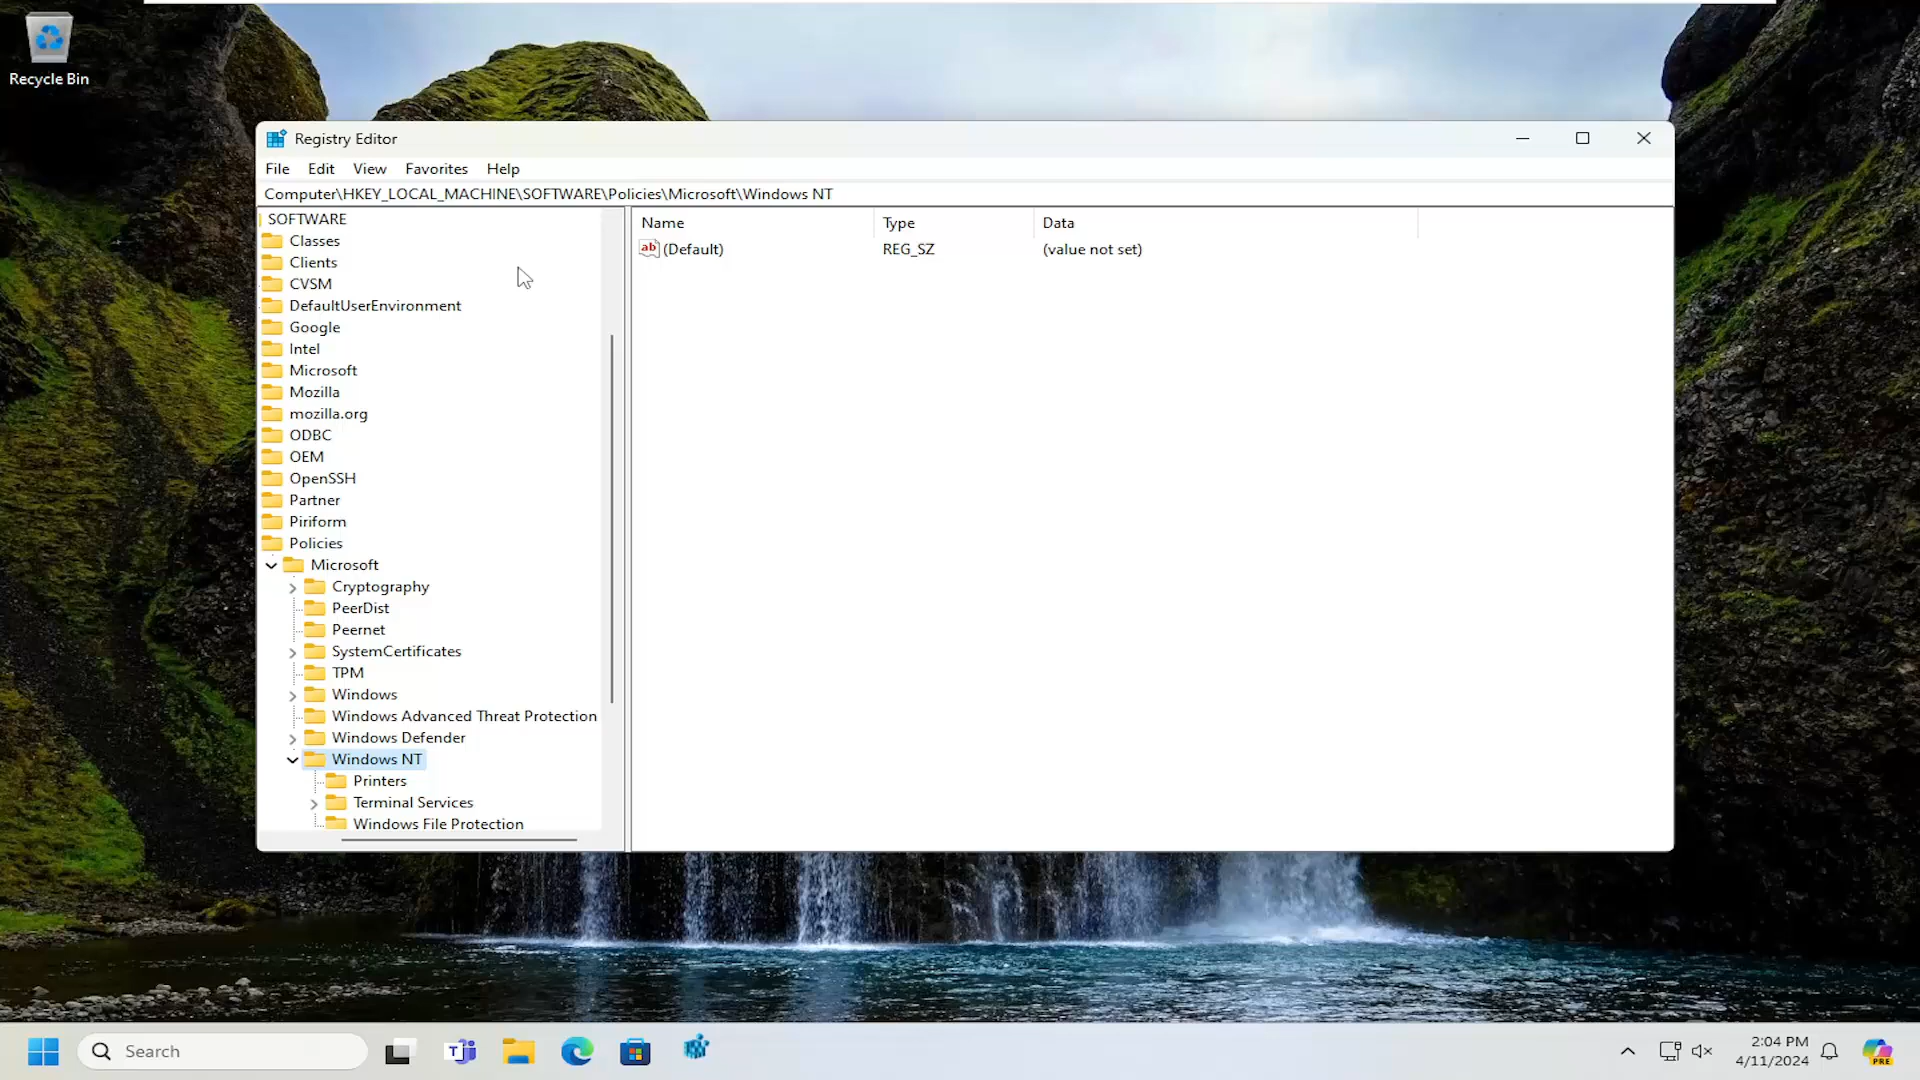 Recycle Bin
Registry Editor
File Edit View Favorites Help
Computer\HKEY_LOCAL_MACHINE\SOFTWARE\Policies\Microsoft\Windows NT
SOFTWARE
Classes
Clients
CVSM
DefaultUserEnvironment
Google
Intel
Microsoft
Mozilla
mozilla.org
ODBC
OEM
OpenSSH
Partner
Piriform
Policies
Microsoft
Cryptography
PeerDist
Peernet
SystemCertificates
TPM
Windows
Windows Advanced Threat Protection
Windows Defender
Windows NT
Printers
Terminal Services
Windows File Protection
Name Type Data
ab (Default) REG_SZ (value not set)
Search
T
2:04 PM
4/11/2024
PRE